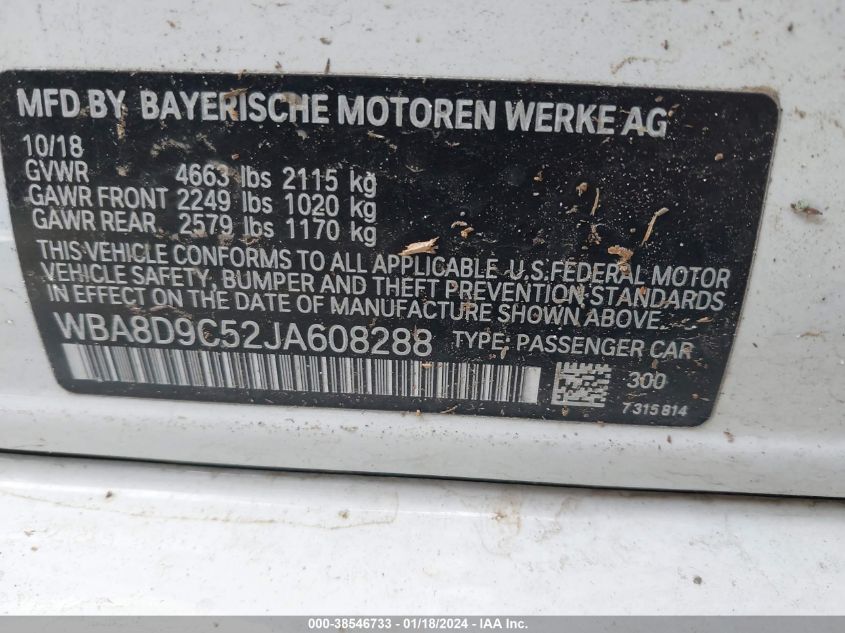 MFD BY BAYERISCHE MOTOREN WERKE AG
10/18
GVWR 4663 lbs 2115 kg
GAWR FRONT 2249 lbs 1020 kg
GAWR REAR 2579 lbs 1170 kg
THIS VEHICLE CONFORMS TO ALL APPLICABLE U.S.FEDERAL MOTOR
VEHICLE SAFETY, BUMPER AND THEFT PREVENTION STANDARDS
IN EFFECT ON THE DATE OF MANUFACTURE SHOWN ABOVE.
WBA8D9C52JA608288 TYPE: PASSENGER CAR
300
7315814
000-38546733 - 01/18/2024 - IAAI.COM